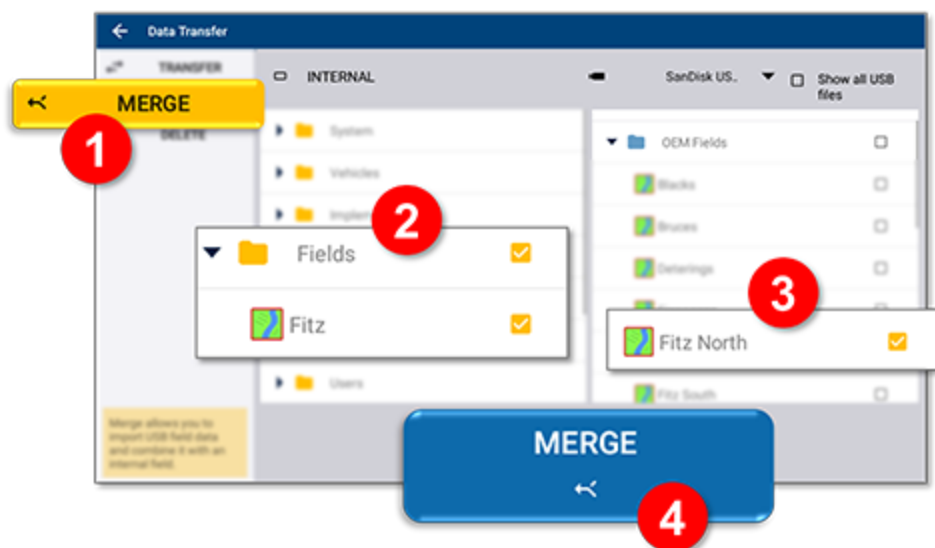 Data Transfer
TRANSFER
MERGE
1
DELETE
INTERNAL
SanDisk US..
Show all USB
files
System
Vehicles
Implem
2
Fields
Fitz
Users
OEM Fields
Blacks
Bruces
Deterings
3
Fitz North
Fitz South
Merge allows you to
import USB field data
and combine it with an
internal field.
MERGE
4